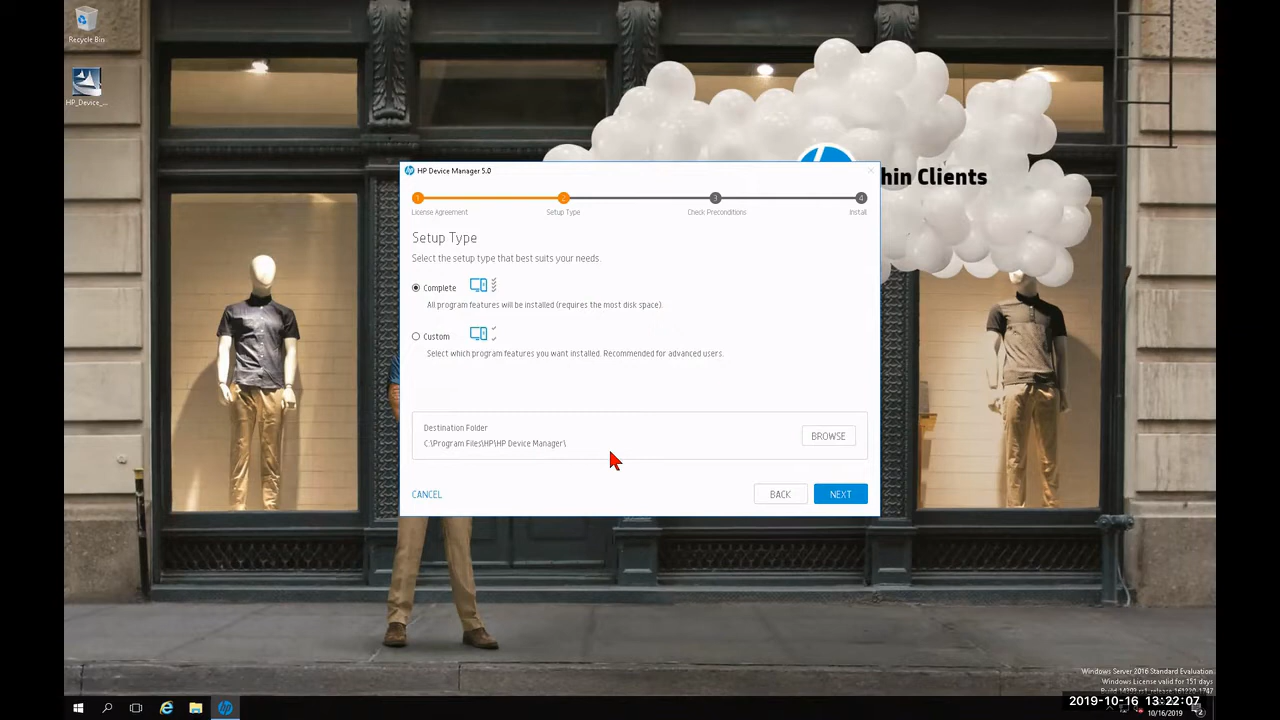 Recycle Bin
HP_Device_...
hin Clients
HP Device Manager 5.0
1
2
3
4
License Agreement
Setup Type
Check Preconditions
Install
Setup Type
Select the setup type that best suits your needs.
Complete
All program features will be installed (requires the most disk space).
Custom
Select which program features you want installed. Recommended for advanced users.
Destination Folder
C:\Program Files\HP\HP Device Manager\
BROWSE
CANCEL
BACK
NEXT
Windows Server 2016 Standard Evaluation
Windows License valid for 151 days
2019-10-16 13:22:07
10/16/2019